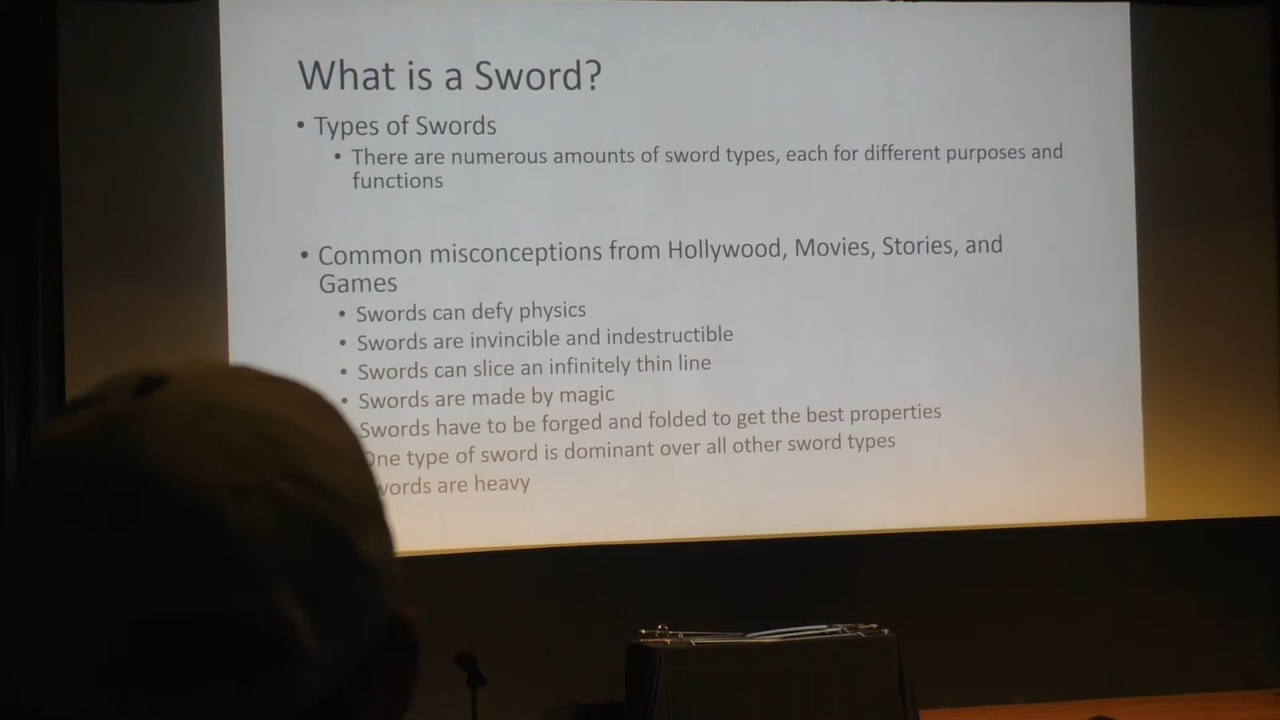 What is a Sword?
• Types of Swords
• There are numerous amounts of sword types, each for different purposes and
functions
• Common misconceptions from Hollywood, Movies, Stories, and
Games
• Swords can defy physics
• Swords are invincible and indestructible
• Swords can slice an infinitely thin line
• Swords are made by magic
Swords have to be forged and folded to get the best properties
One type of sword is dominant over all other sword types
words are heavy